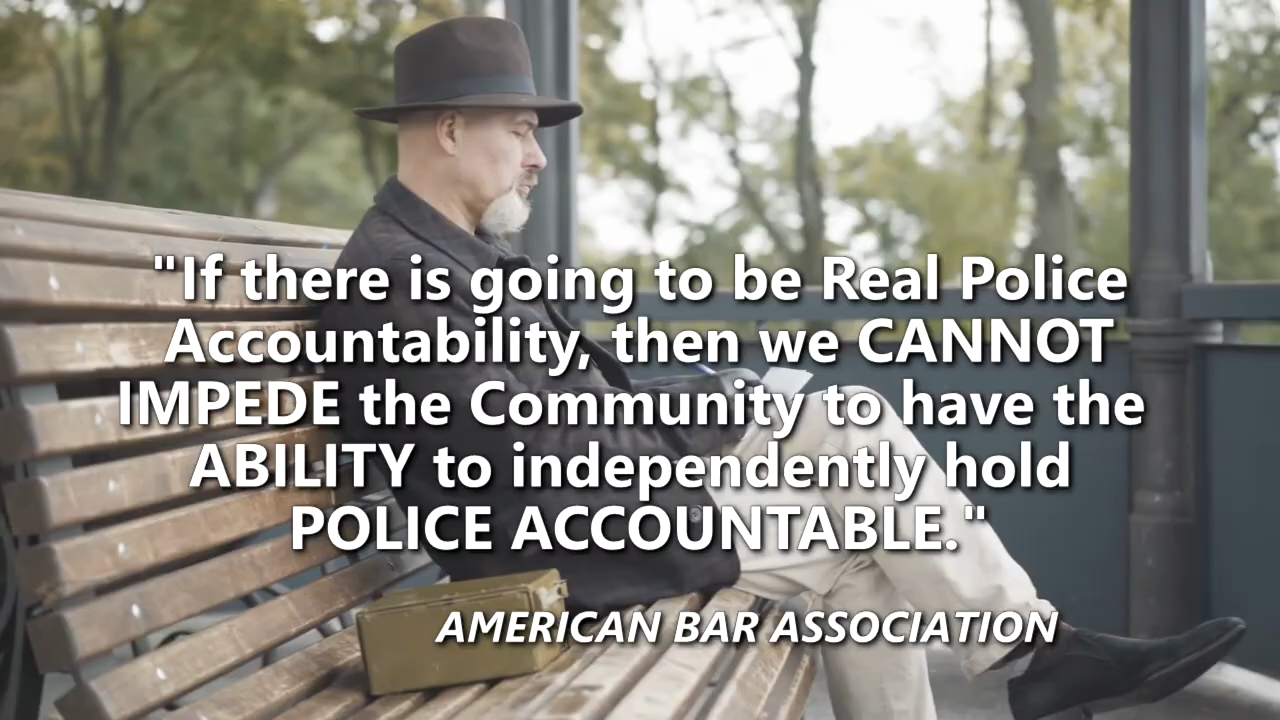 "If there is going to be Real Police
Accountability, then we CANNOT
IMPEDE the Community to have the
ABILITY to independently hold
POLICE ACCOUNTABLE."
AMERICAN BAR ASSOCIATION